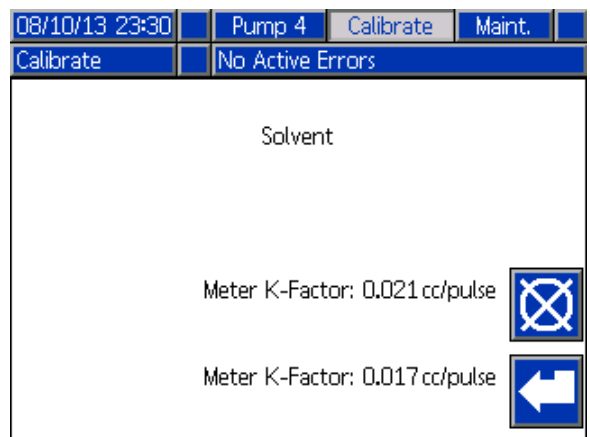 08/10/13 23:30 Pump 4 Calibrate Maint.
Calibrate No Active Errors
Solvent
Meter K-Factor: 0.021 cc/pulse
Meter K-Factor: 0.017 cc/pulse